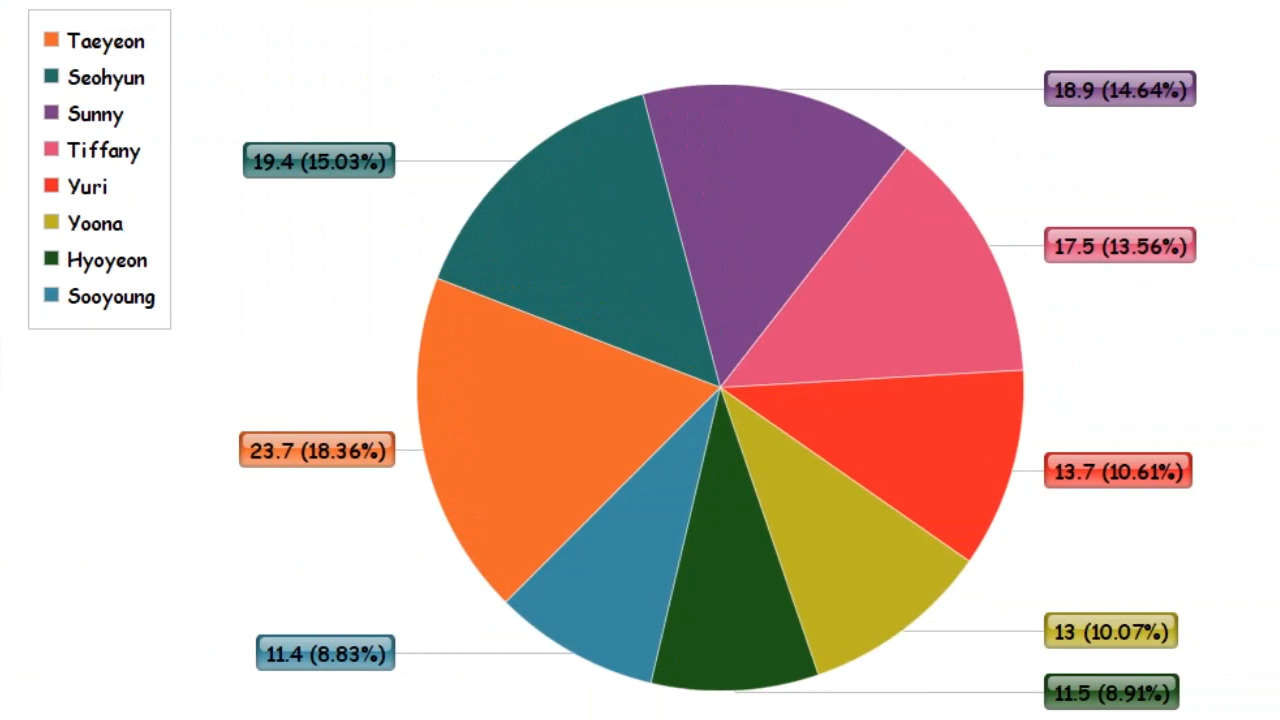 Taeyeon
Seohyun
Sunny
Tiffany
Yuri
Yoona
Hyoyeon
Sooyoung
18.9 (14.64%)
19.4 (15.03%)
17.5 (13.56%)
23.7 (18.36%)
13.7 (10.61%)
13 (10.07%)
11.4 (8.83%)
11.5 (8.91%)